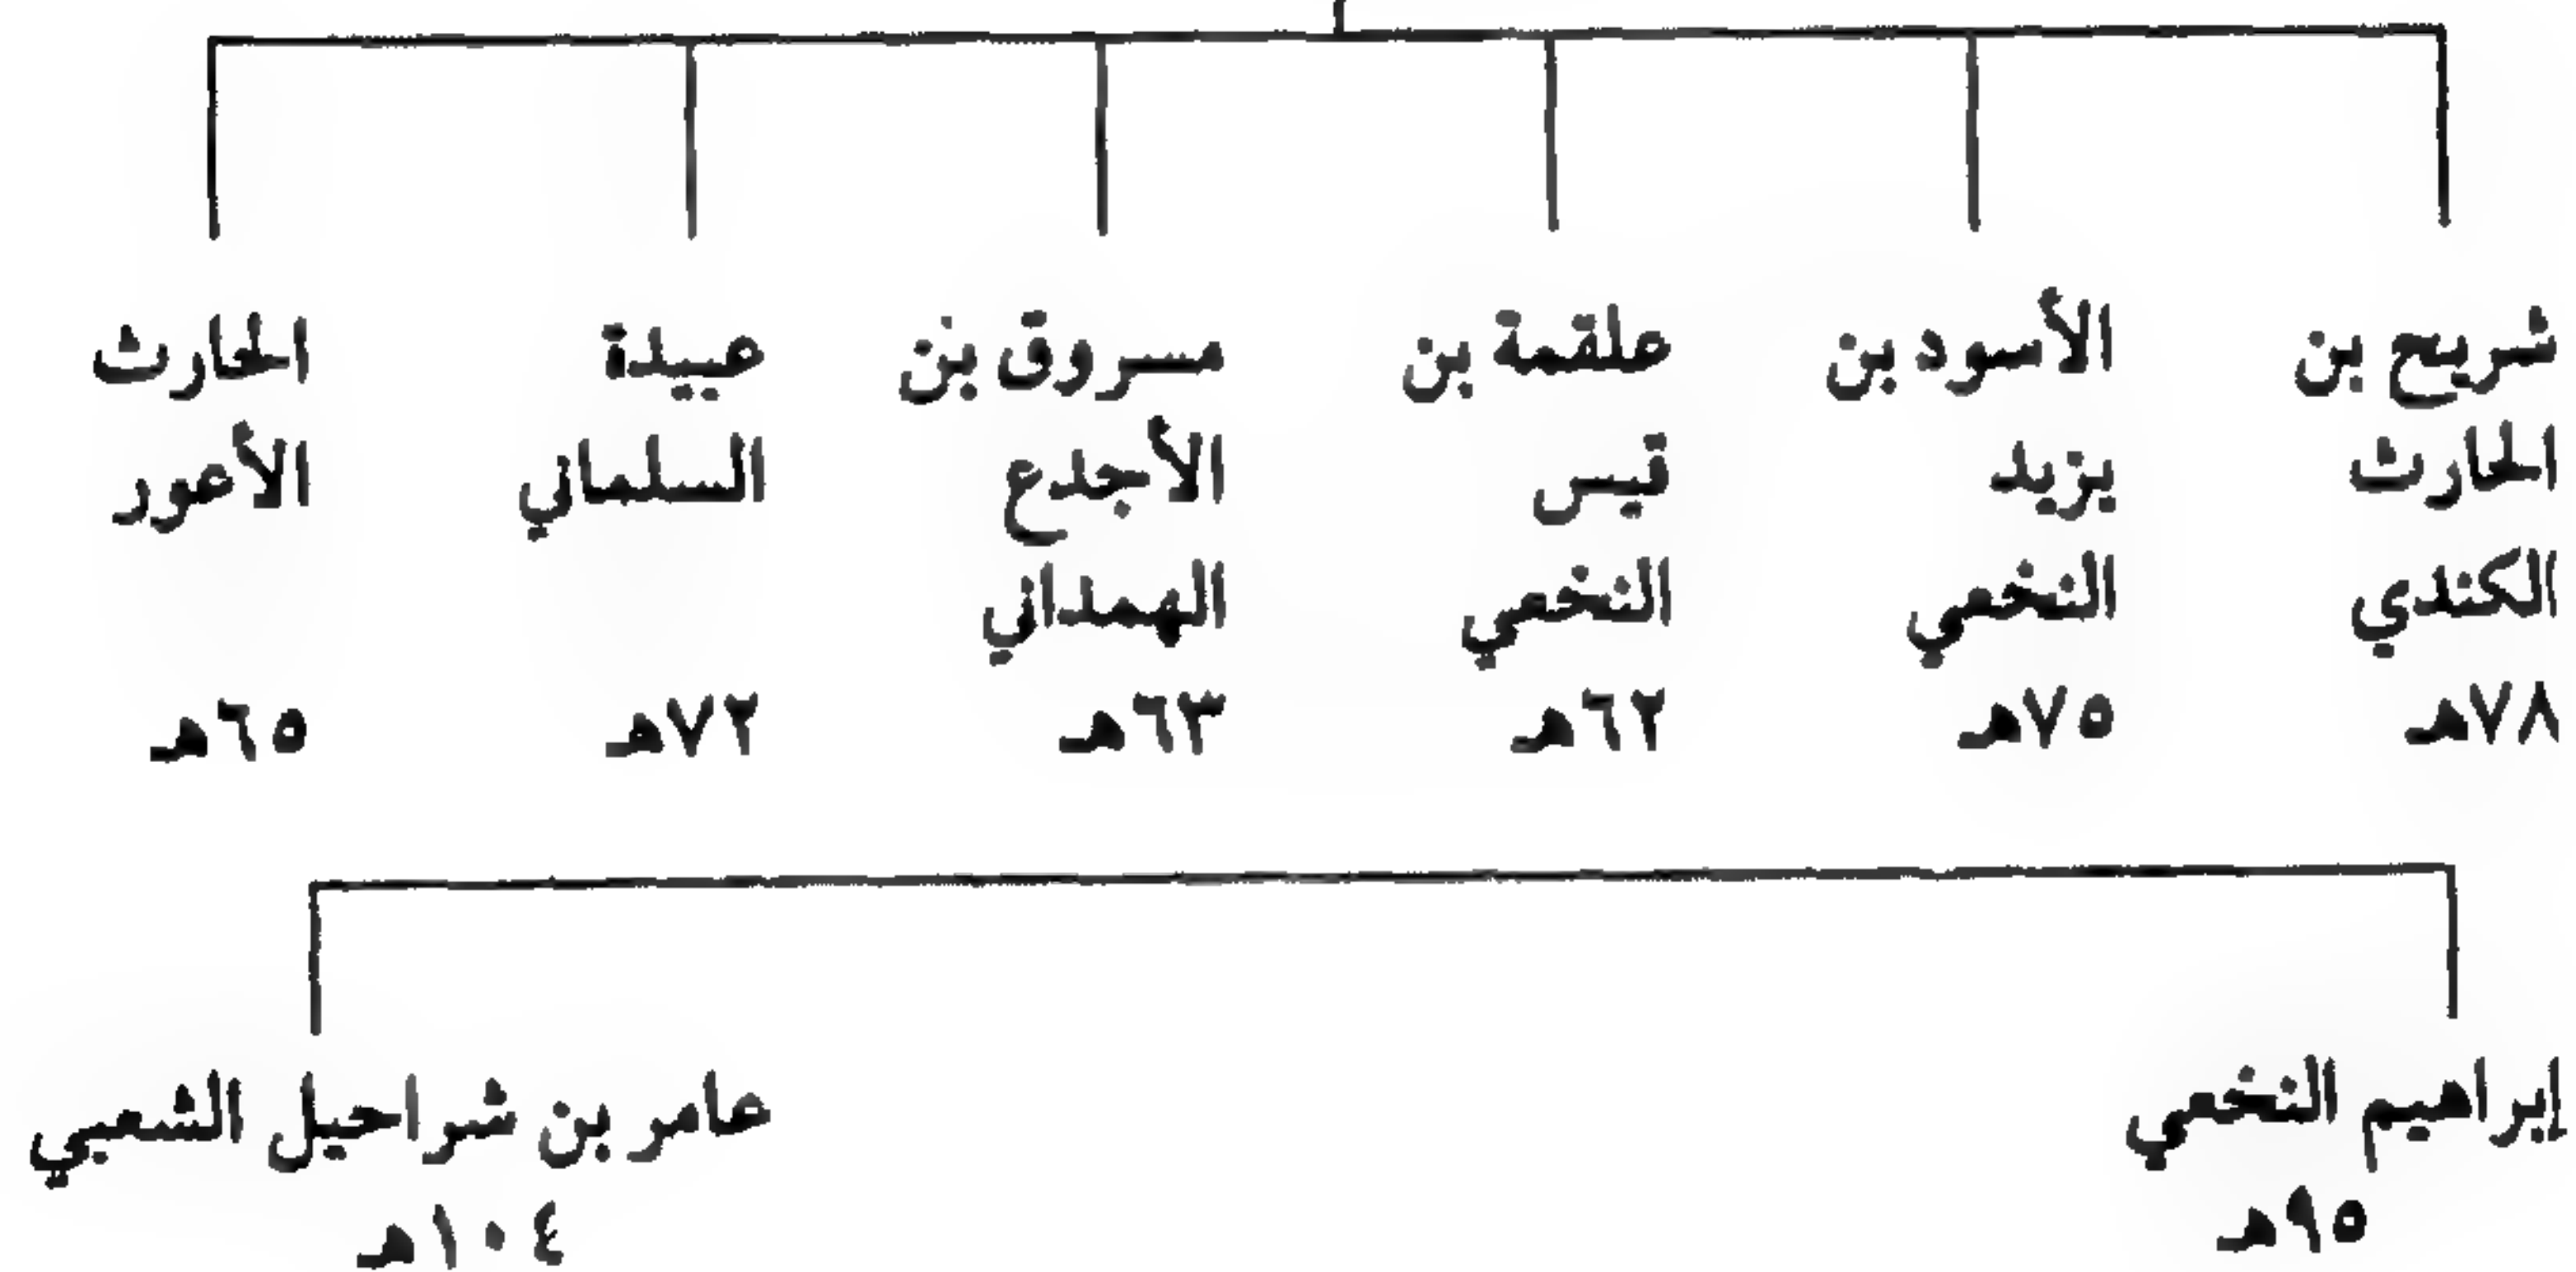 شريح بن
الحارث
الكندي
٧٨هـ
الأسود بن
يزيد
النخعي
٧٥هـ
علقمة بن
قيس
النخعي
٦٢هـ
مسروق بن
الأجدع
الهمداني
٦٣هـ
عبيدة
السلماني
٧٢هـ
الحارث
الأعور
٦٥هـ
إبراهيم النخعي
٩٥هـ
عامر بن شراحيل الشعبي
١٠٤هـ